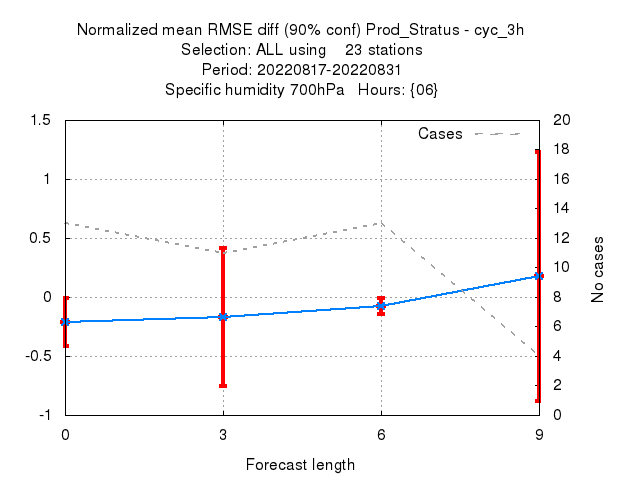 Normalized mean RMSE diff (90% conf) Prod_Stratus - cyc_3h
Selection: ALL using    23 stations
Period: 20220817-20220831
Specific humidity 700hPa   Hours: {06}
1.5
1
0.5
0
-0.5
-1
Cases
20
18
16
14
12
10
8
6
4
2
0
No cases
0 3 6 9
Forecast length